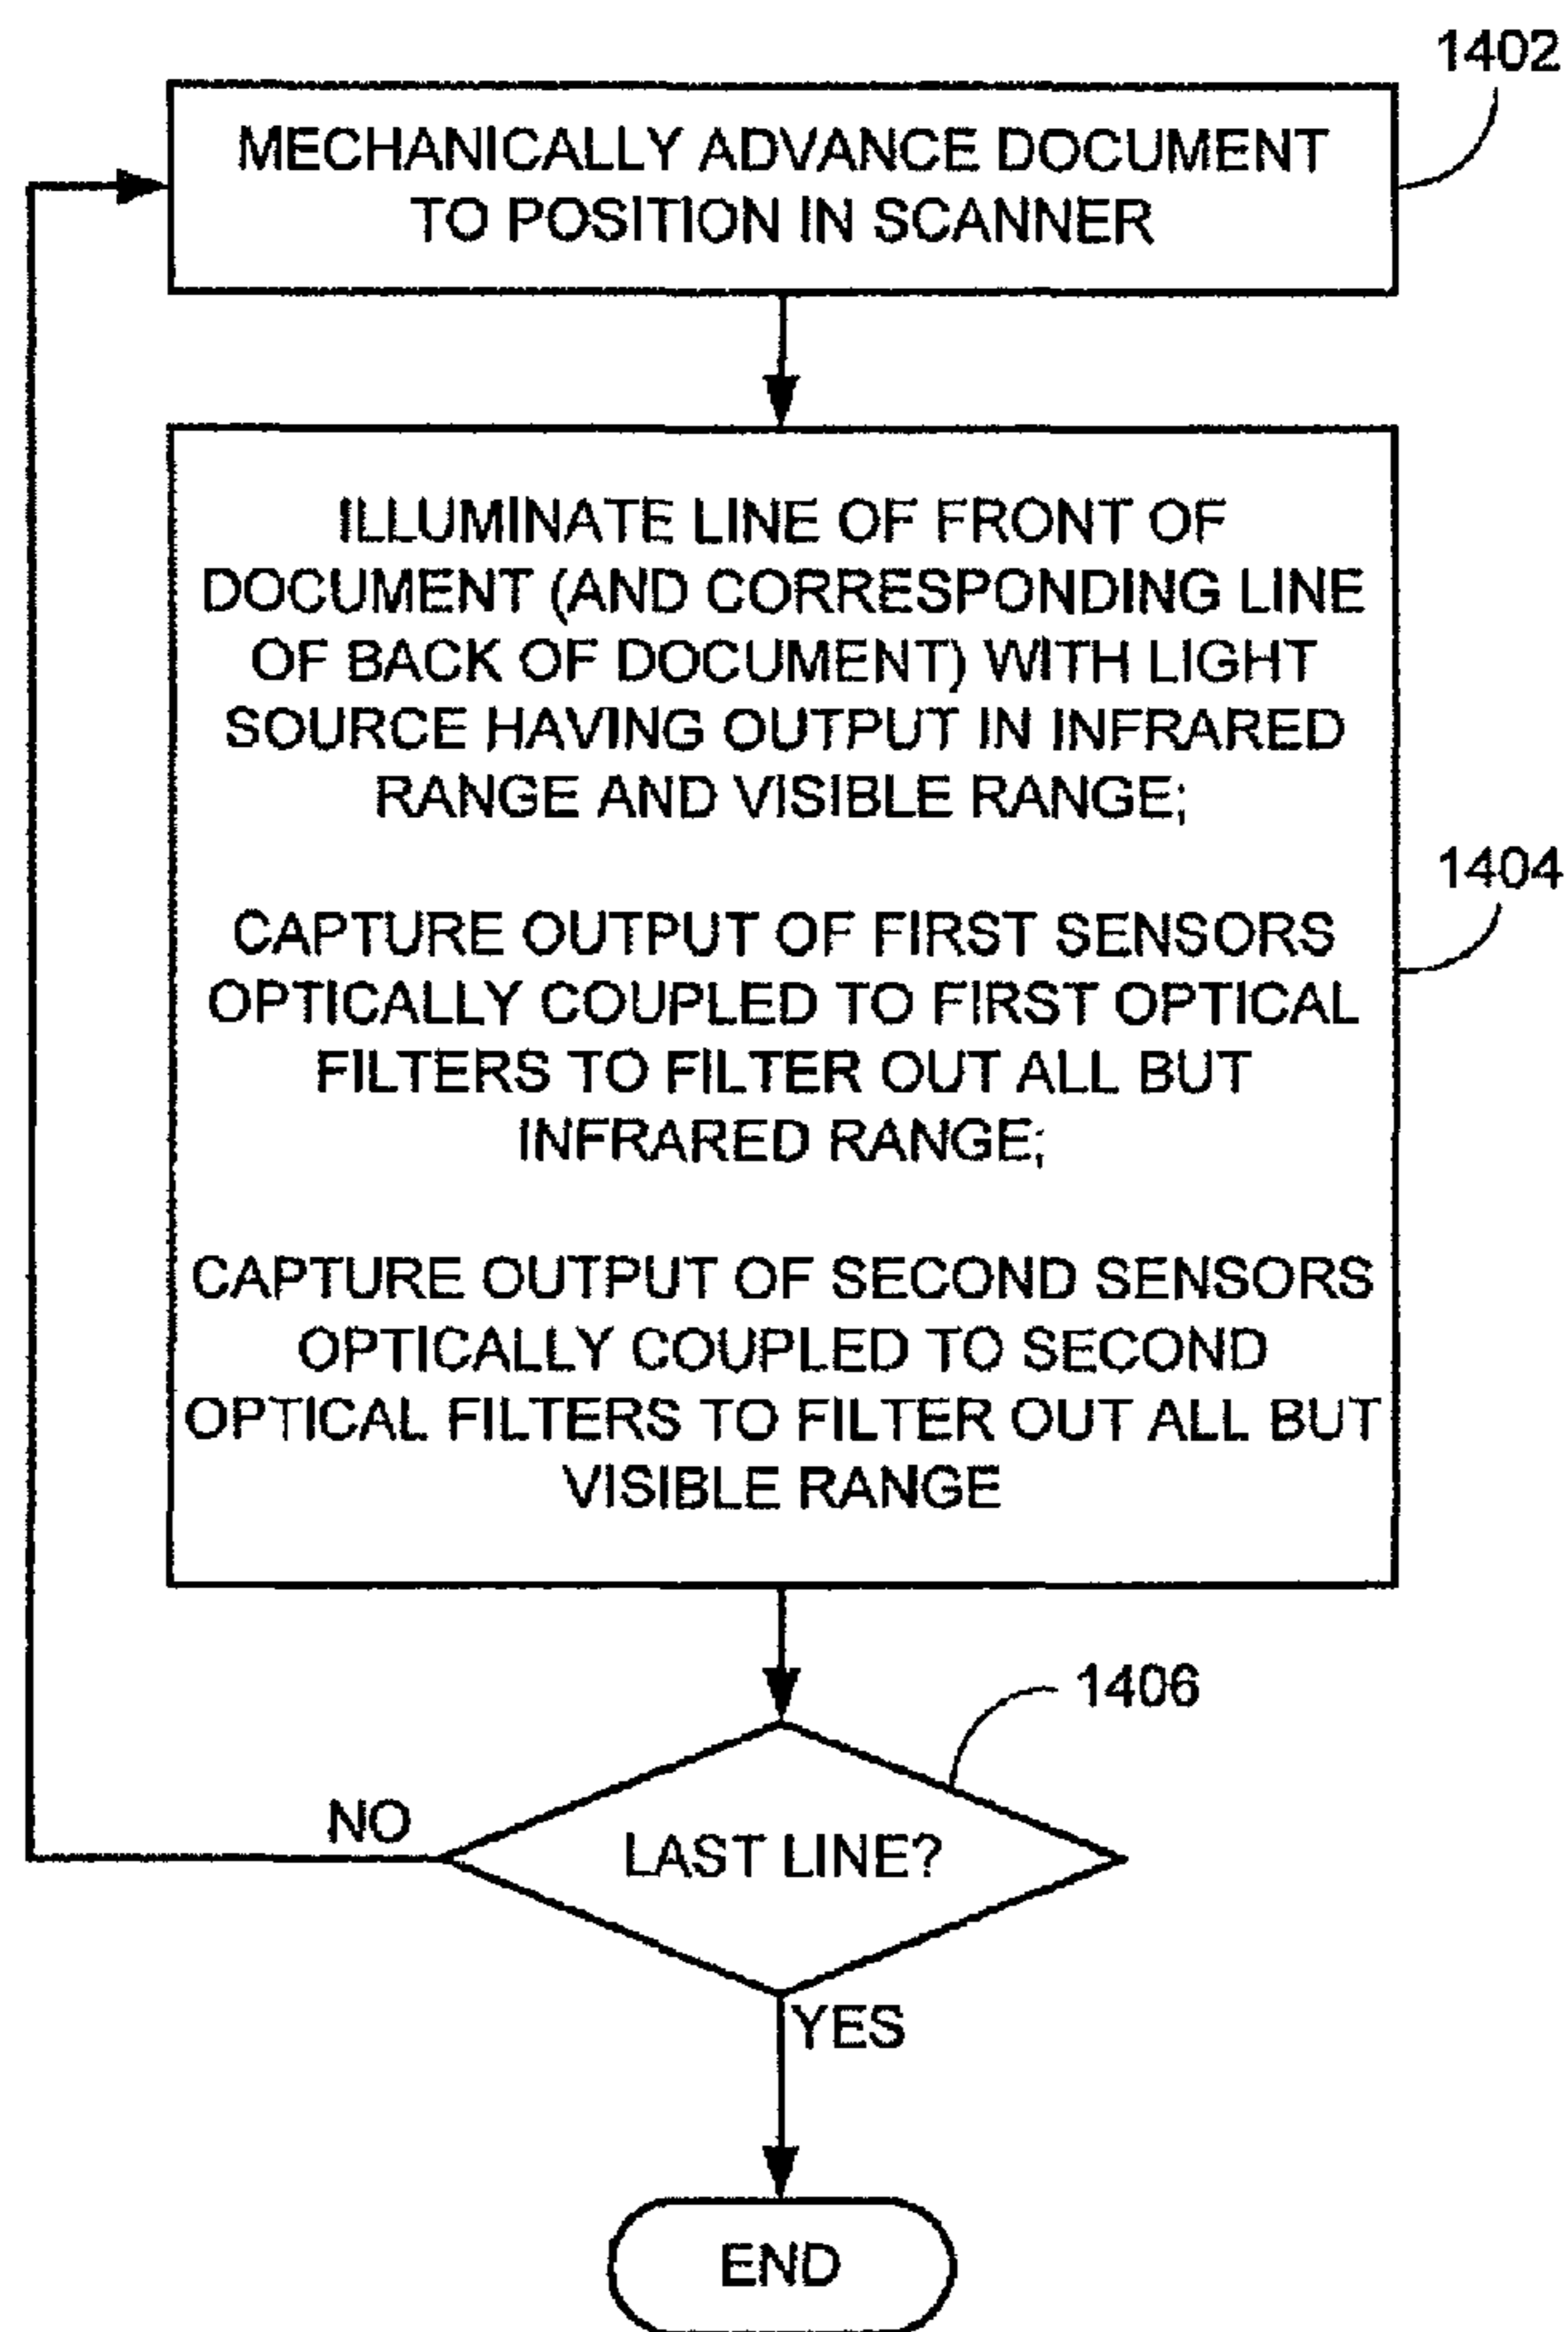 1402
MECHANICALLY ADVANCE DOCUMENT
TO POSITION IN SCANNER
ILLUMINATE LINE OF FRONT OF
DOCUMENT (AND CORRESPONDING LINE
OF BACK OF DOCUMENT) WITH LIGHT
SOURCE HAVING OUTPUT IN INFRARED
RANGE AND VISIBLE RANGE;
1404
CAPTURE OUTPUT OF FIRST SENSORS
OPTICALLY COUPLED TO FIRST OPTICAL
FILTERS TO FILTER OUT ALL BUT
INFRARED RANGE;
CAPTURE OUTPUT OF SECOND SENSORS
OPTICALLY COUPLED TO SECOND
OPTICAL FILTERS TO FILTER OUT ALL BUT
VISIBLE RANGE
1406
NO
LAST LINE?
YES
END